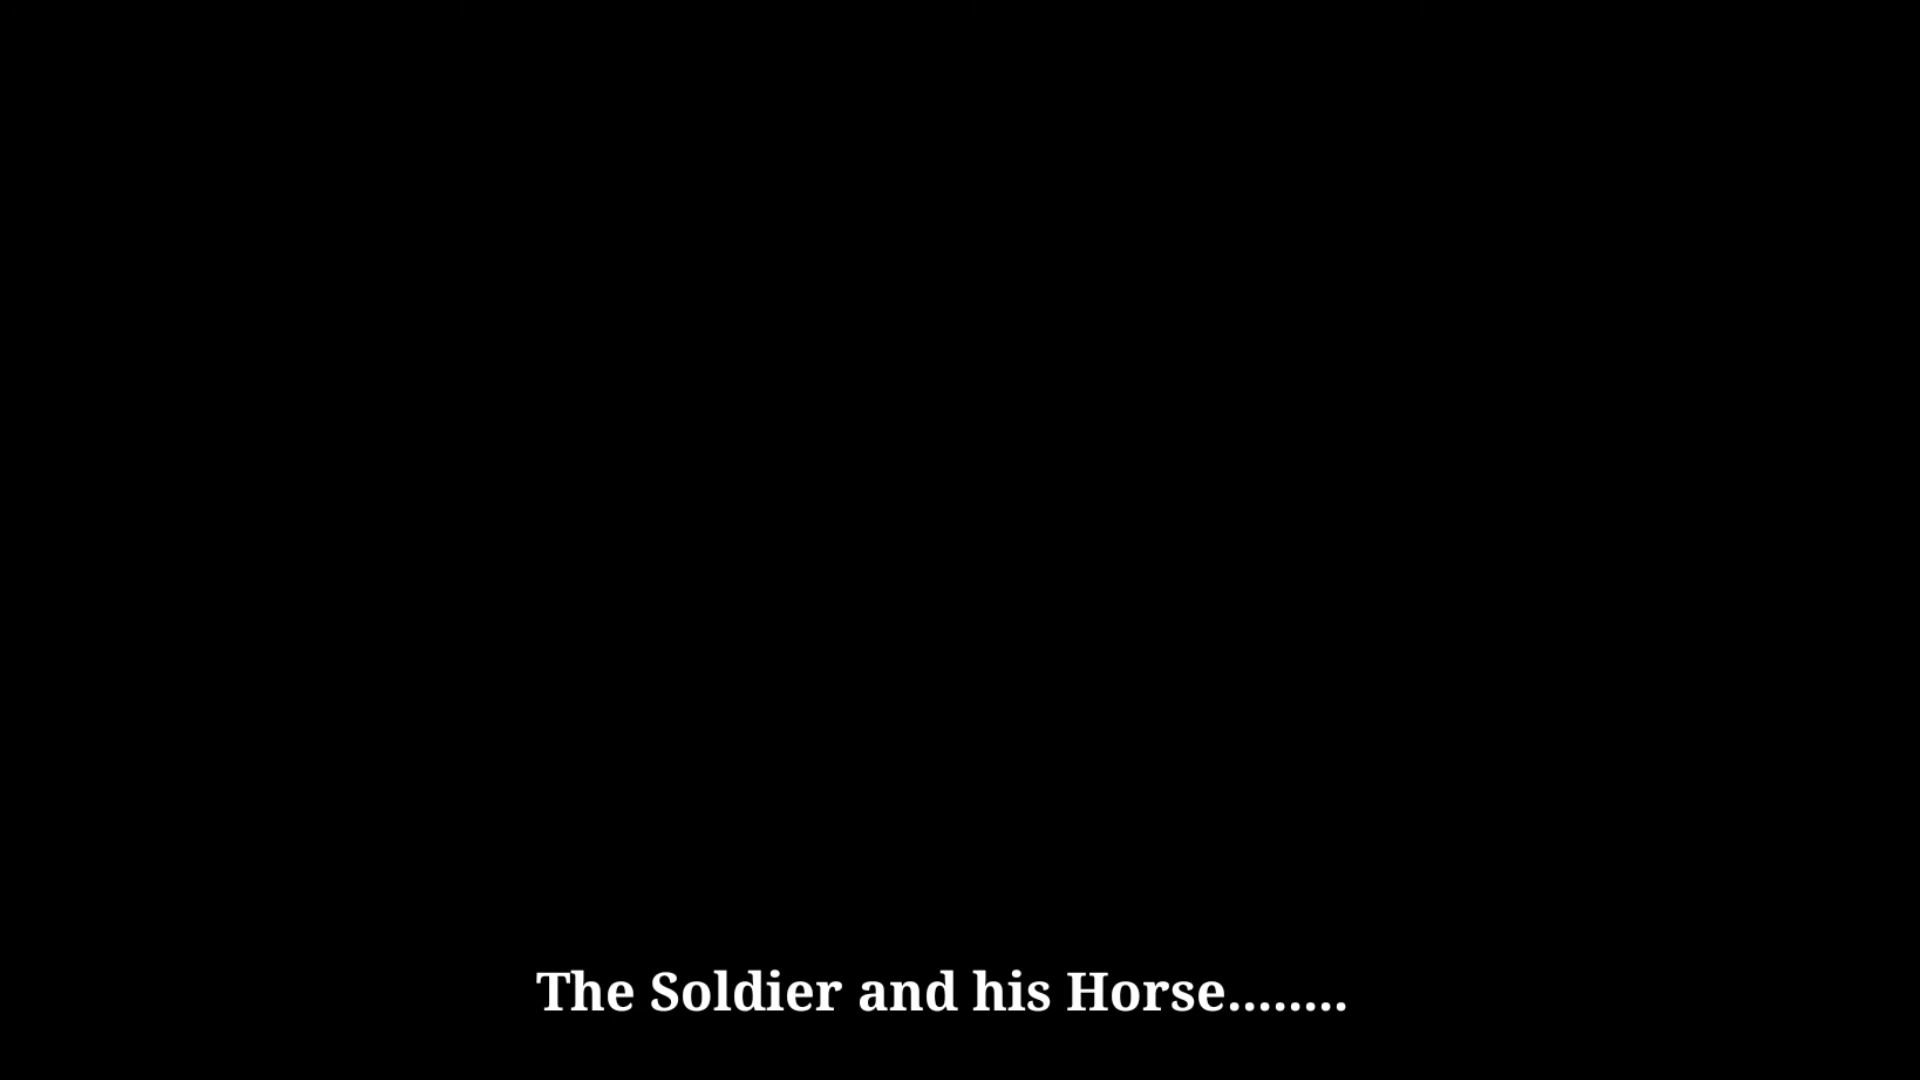 The Soldier and his Horse........